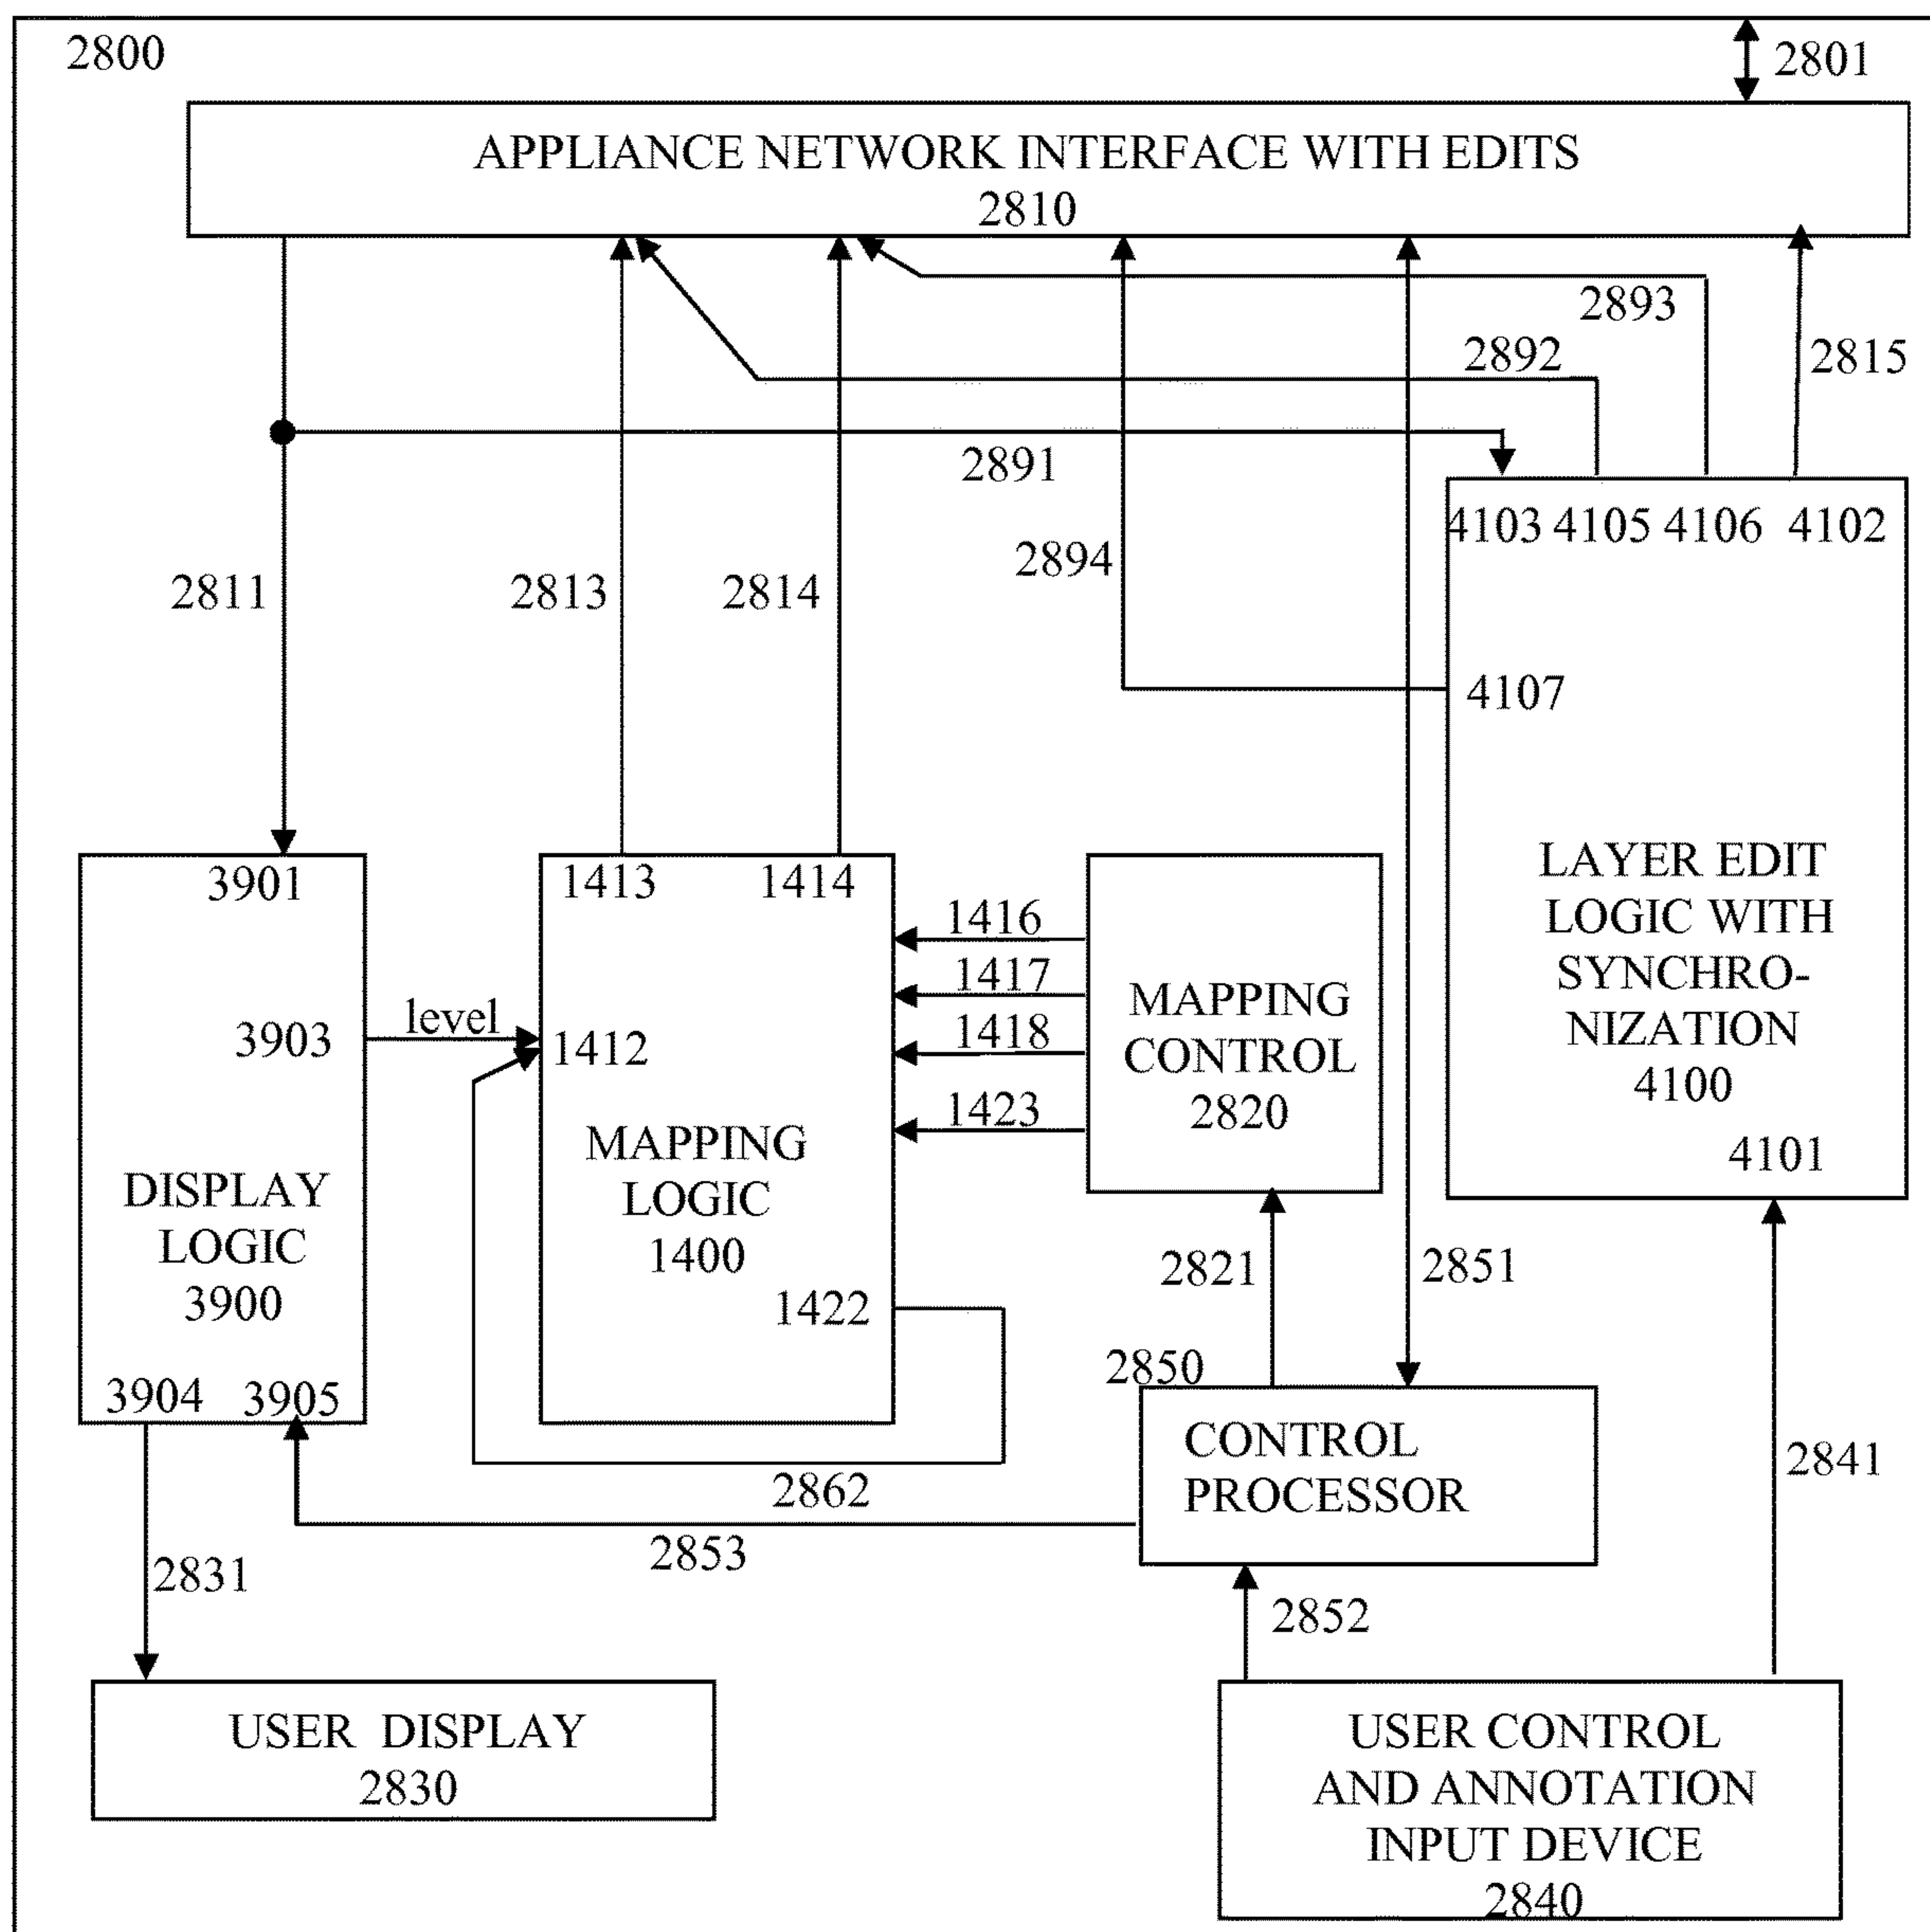 2800
2801
APPLIANCE NETWORK INTERFACE WITH EDITS
2810
2893
2892
2815
2891
4103 4105 4106 4102
2894
2811
2813
2814
4107
3901
1413
1414
1416
1417
1418
1423
level
3903
1412
MAPPING
CONTROL
2820
LAYER EDIT
LOGIC WITH
SYNCHRO-
NIZATION
4100
4101
DISPLAY
LOGIC
3900
MAPPING
LOGIC
1400
1422
2821
2851
3904
3905
2850
CONTROL
PROCESSOR
2841
2862
2853
2831
2852
USER DISPLAY
2830
USER CONTROL
AND ANNOTATION
INPUT DEVICE
2840